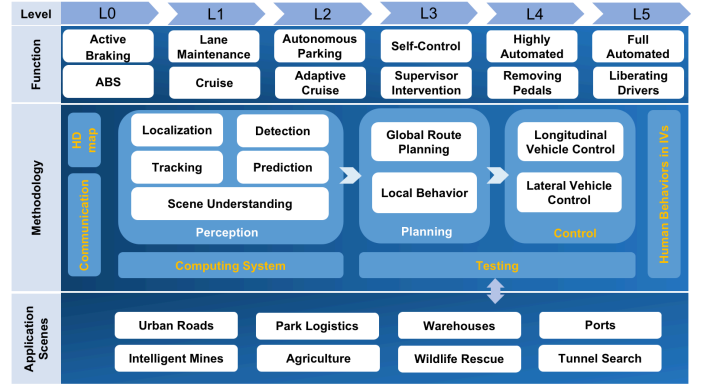 Level
L0
L1
L2
L3
L4
L5
Function
Active
Braking
Lane
Maintenance
Autonomous
Parking
Self-Control
Highly
Automated
Full
Automated
ABS
Cruise
Adaptive
Cruise
Supervisor
Intervention
Removing
Pedals
Liberating
Drivers
Methodology
HD
map
Communication
Localization
Detection
Tracking
Prediction
Scene Understanding
Perception
Global Route
Planning
Local Behavior
Planning
Longitudinal
Vehicle Control
Lateral Vehicle
Control
Control
Human Behaviors in IVs
Computing System
Testing
Application
Scenes
Urban Roads
Park Logistics
Warehouses
Ports
Intelligent Mines
Agriculture
Wildlife Rescue
Tunnel Search